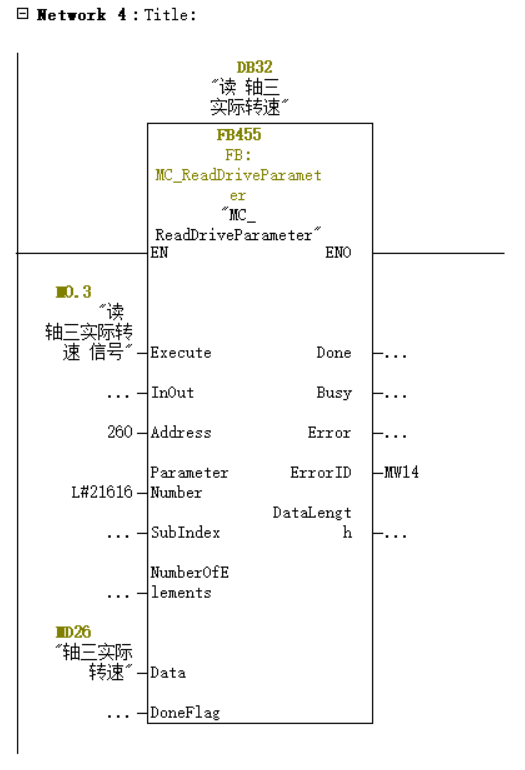 Network 4 : Title:
DB32
"读 轴三
实际转速"
FB455
FB:
MC_ReadDriveParamet
er
"MC_
ReadDriveParameter"
EN ENO
M0.3
"读
轴三实际转
速 信号" Execute Done ...
... InOut Busy ...
260 Address Error ...
Parameter ErrorID MW14
L#21616 Number
DataLengt
... SubIndex h ...
NumberOfE
... lements
MD26
"轴三实际
转速" Data
... DoneFlag